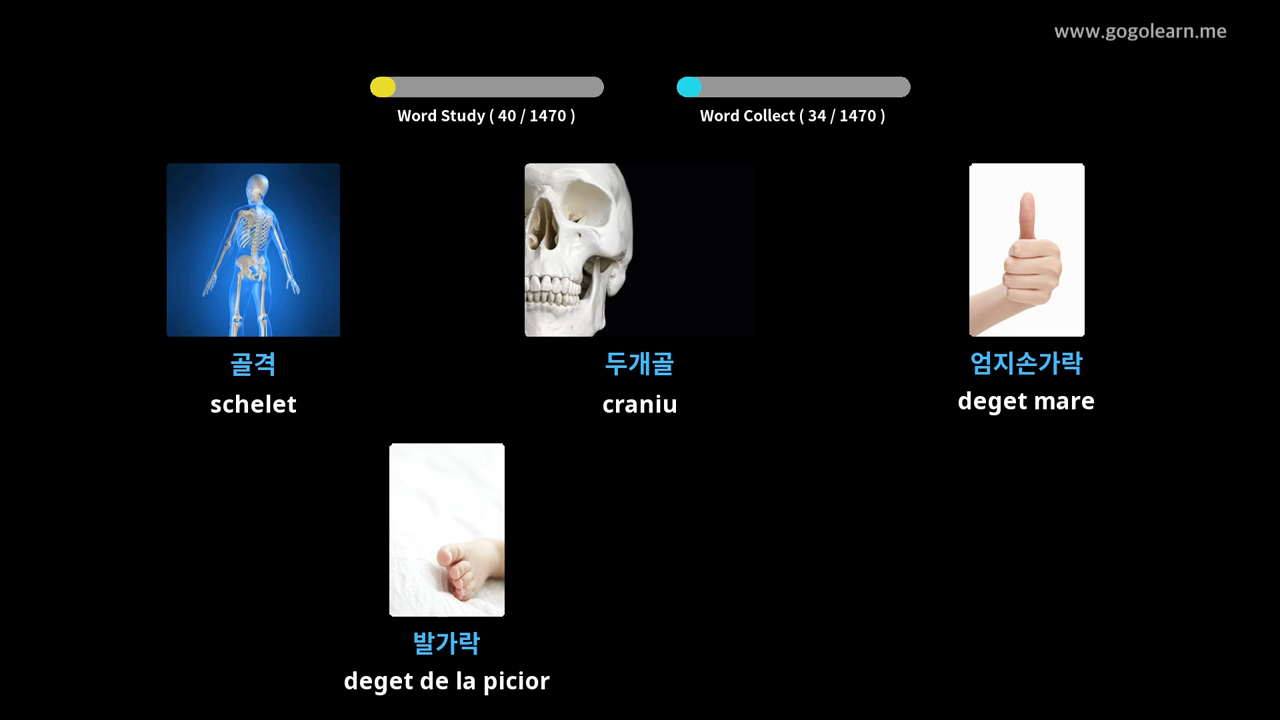 www.gogolearn.me
Word Study ( 40 / 1470 )
Word Collect ( 34 / 1470 )
골격
schelet
두개골
craniu
엄지손가락
deget mare
발가락
deget de la picior